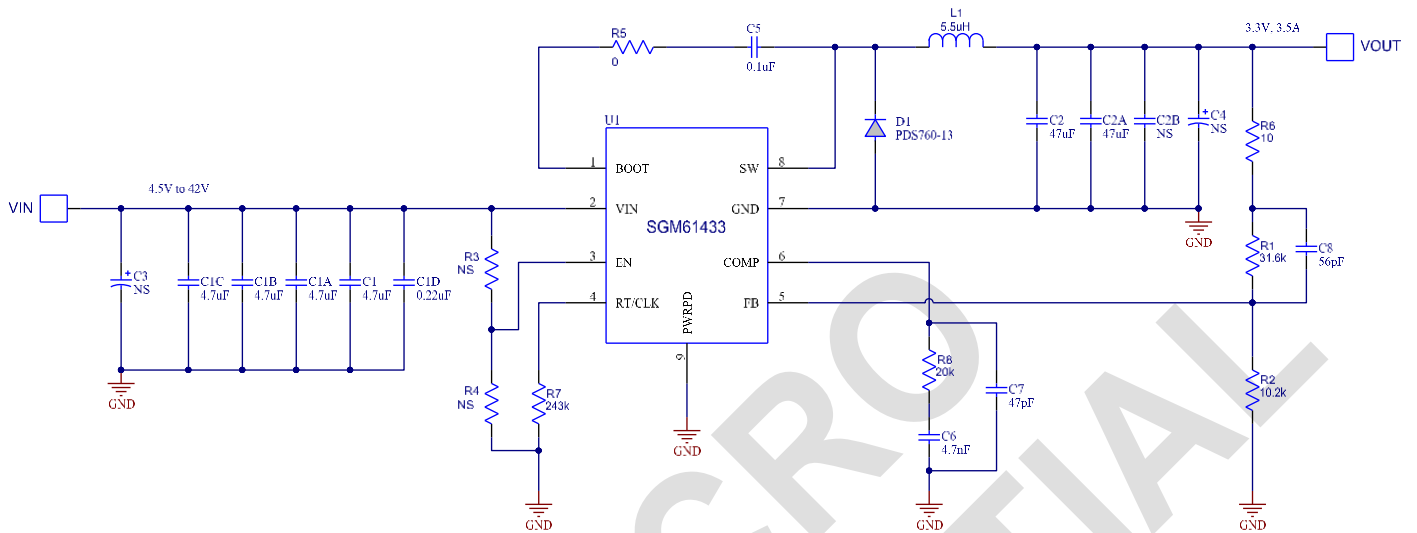 L1
5.5uH
R5
0
C5
0.1uF
3.3V, 3.5A
VOUT
U1
D1
PDS760-13
C2
47uF
C2A
47uF
C2B
NS
C4
NS
R6
10
1
BOOT
SW
8
4.5V to 42V
VIN
2
VIN
GND
7
SGM61433
GND
R3
NS
3
EN
COMP
6
R1
31.6k
C8
56pF
C3
NS
C1C
4.7uF
C1B
4.7uF
C1A
4.7uF
C1
4.7uF
C1D
0.22uF
4
RT/CLK
PWRPD
FB
5
9
R4
NS
R7
243k
R8
20k
C7
47pF
R2
10.2k
GND
GND
C6
4.7nF
GND
GND
GND
CRO
TIAL